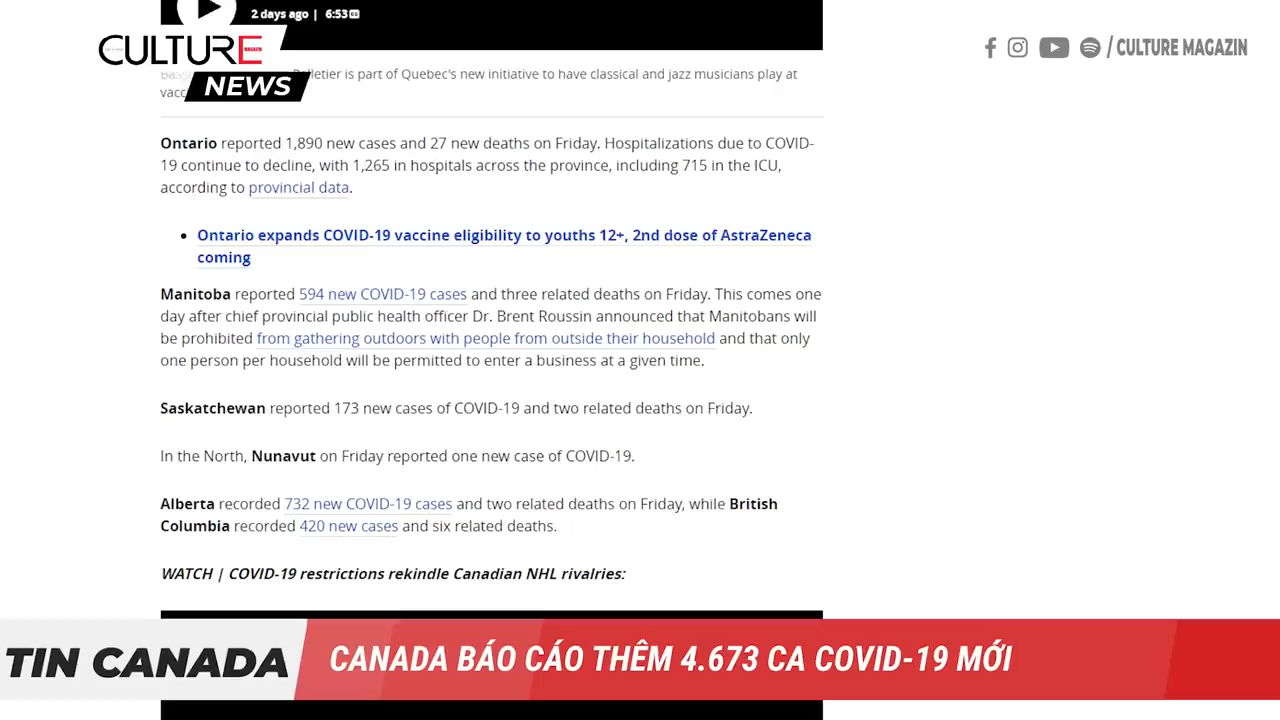 2 days ago | 6:53
CULTURE
MAGAZIN
NEWS
/ CULTURE MAGAZIN
Pelletier is part of Quebec's new initiative to have classical and jazz musicians play at
Ontario reported 1,890 new cases and 27 new deaths on Friday. Hospitalizations due to COVID-
19 continue to decline, with 1,265 in hospitals across the province, including 715 in the ICU,
according to provincial data.
• Ontario expands COVID-19 vaccine eligibility to youths 12+, 2nd dose of AstraZeneca
coming
Manitoba reported 594 new COVID-19 cases and three related deaths on Friday. This comes one
day after chief provincial public health officer Dr. Brent Roussin announced that Manitobans will
be prohibited from gathering outdoors with people from outside their household and that only
one person per household will be permitted to enter a business at a given time.
Saskatchewan reported 173 new cases of COVID-19 and two related deaths on Friday.
In the North, Nunavut on Friday reported one new case of COVID-19.
Alberta recorded 732 new COVID-19 cases and two related deaths on Friday, while British
Columbia recorded 420 new cases and six related deaths.
WATCH | COVID-19 restrictions rekindle Canadian NHL rivalries:
TIN CANADA
CANADA BÁO CÁO THÊM 4.673 CA COVID-19 MỚI